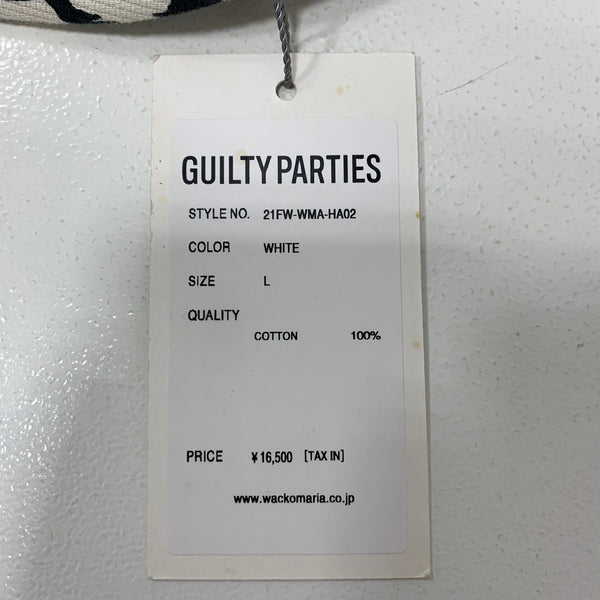 GUILTY PARTIES
STYLE NO. 21FW-WMA-HA02
COLOR WHITE
SIZE L
QUALITY
COTTON 100%
PRICE ¥16,500 [TAX IN]
www.wackomaria.co.jp